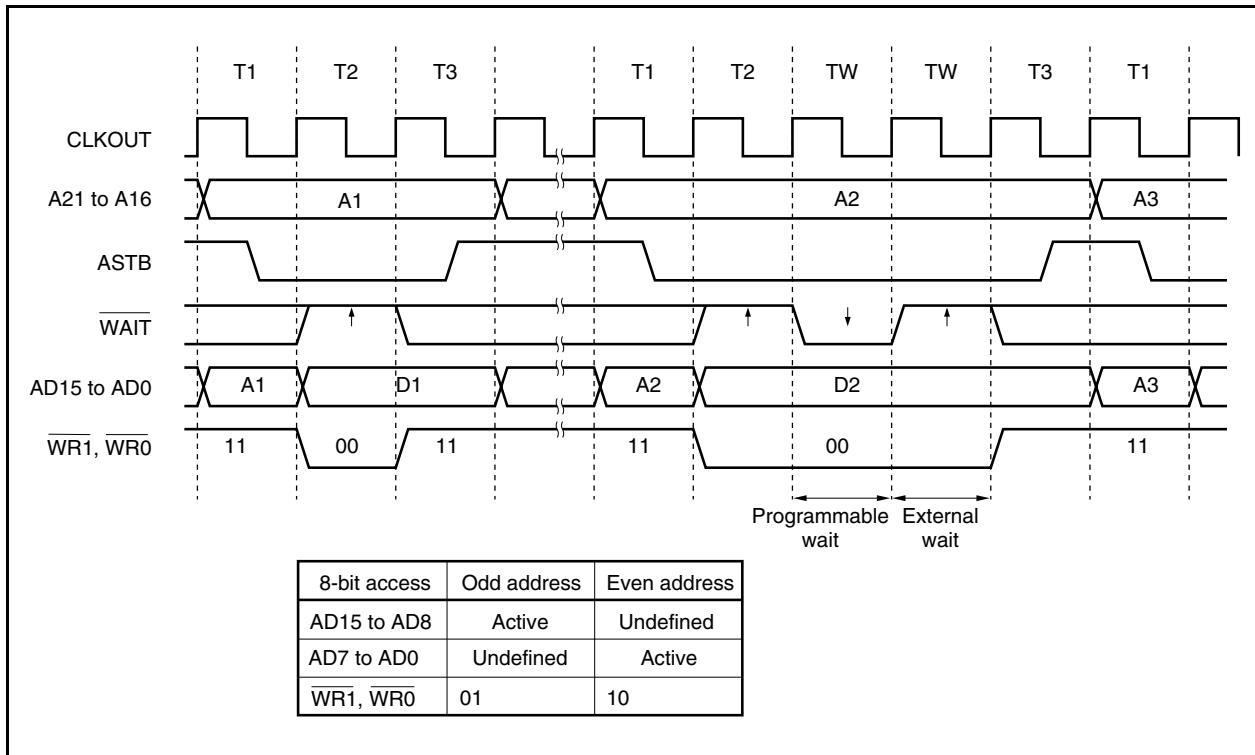 T1 T2 T3 T1 T2 TW TW T3 T1
CLKOUT
A21 to A16 A1 A2 A3
ASTB
WAIT
AD15 to AD0 A1 D1 A2 D2 A3
WR1, WR0 11 00 11 11 00 11
Programmable wait
External wait
8-bit access Odd address Even address
AD15 to AD8 Active Undefined
AD7 to AD0 Undefined Active
WR1, WR0 01 10